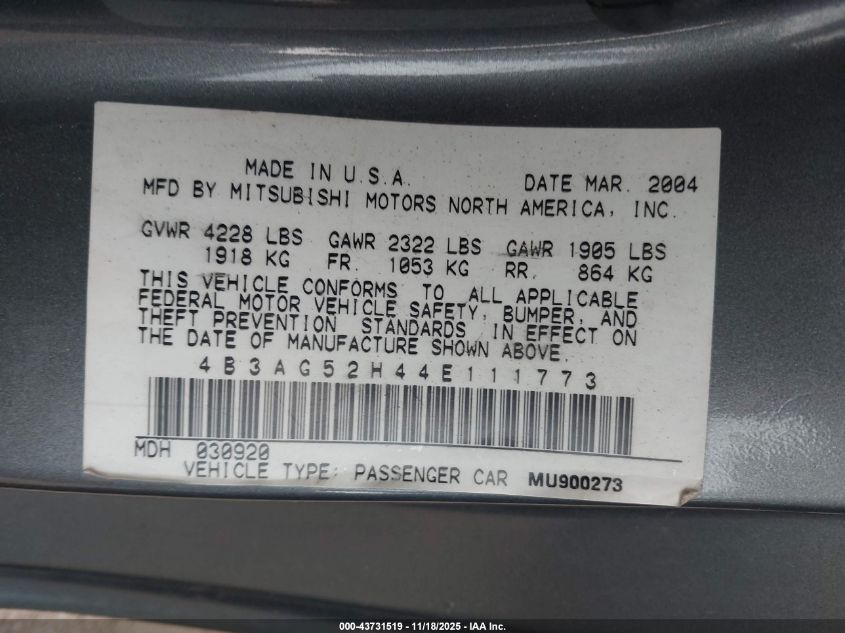 MADE IN U.S.A. DATE MAR. 2004
MFD BY MITSUBISHI MOTORS NORTH AMERICA, INC.
GVWR 4228 LBS GAWR 2322 LBS GAWR 1905 LBS
1918 KG FR. 1053 KG RR. 864 KG
THIS VEHICLE CONFORMS TO ALL APPLICABLE
FEDERAL MOTOR VEHICLE SAFETY, BUMPER, AND
THEFT PREVENTION STANDARDS IN EFFECT ON
THE DATE OF MANUFACTURE SHOWN ABOVE.
4B3AG52H44E111773
MDH 030920
VEHICLE TYPE: PASSENGER CAR MU900273
000-43731519 - 11/18/2025 - IAA Inc.